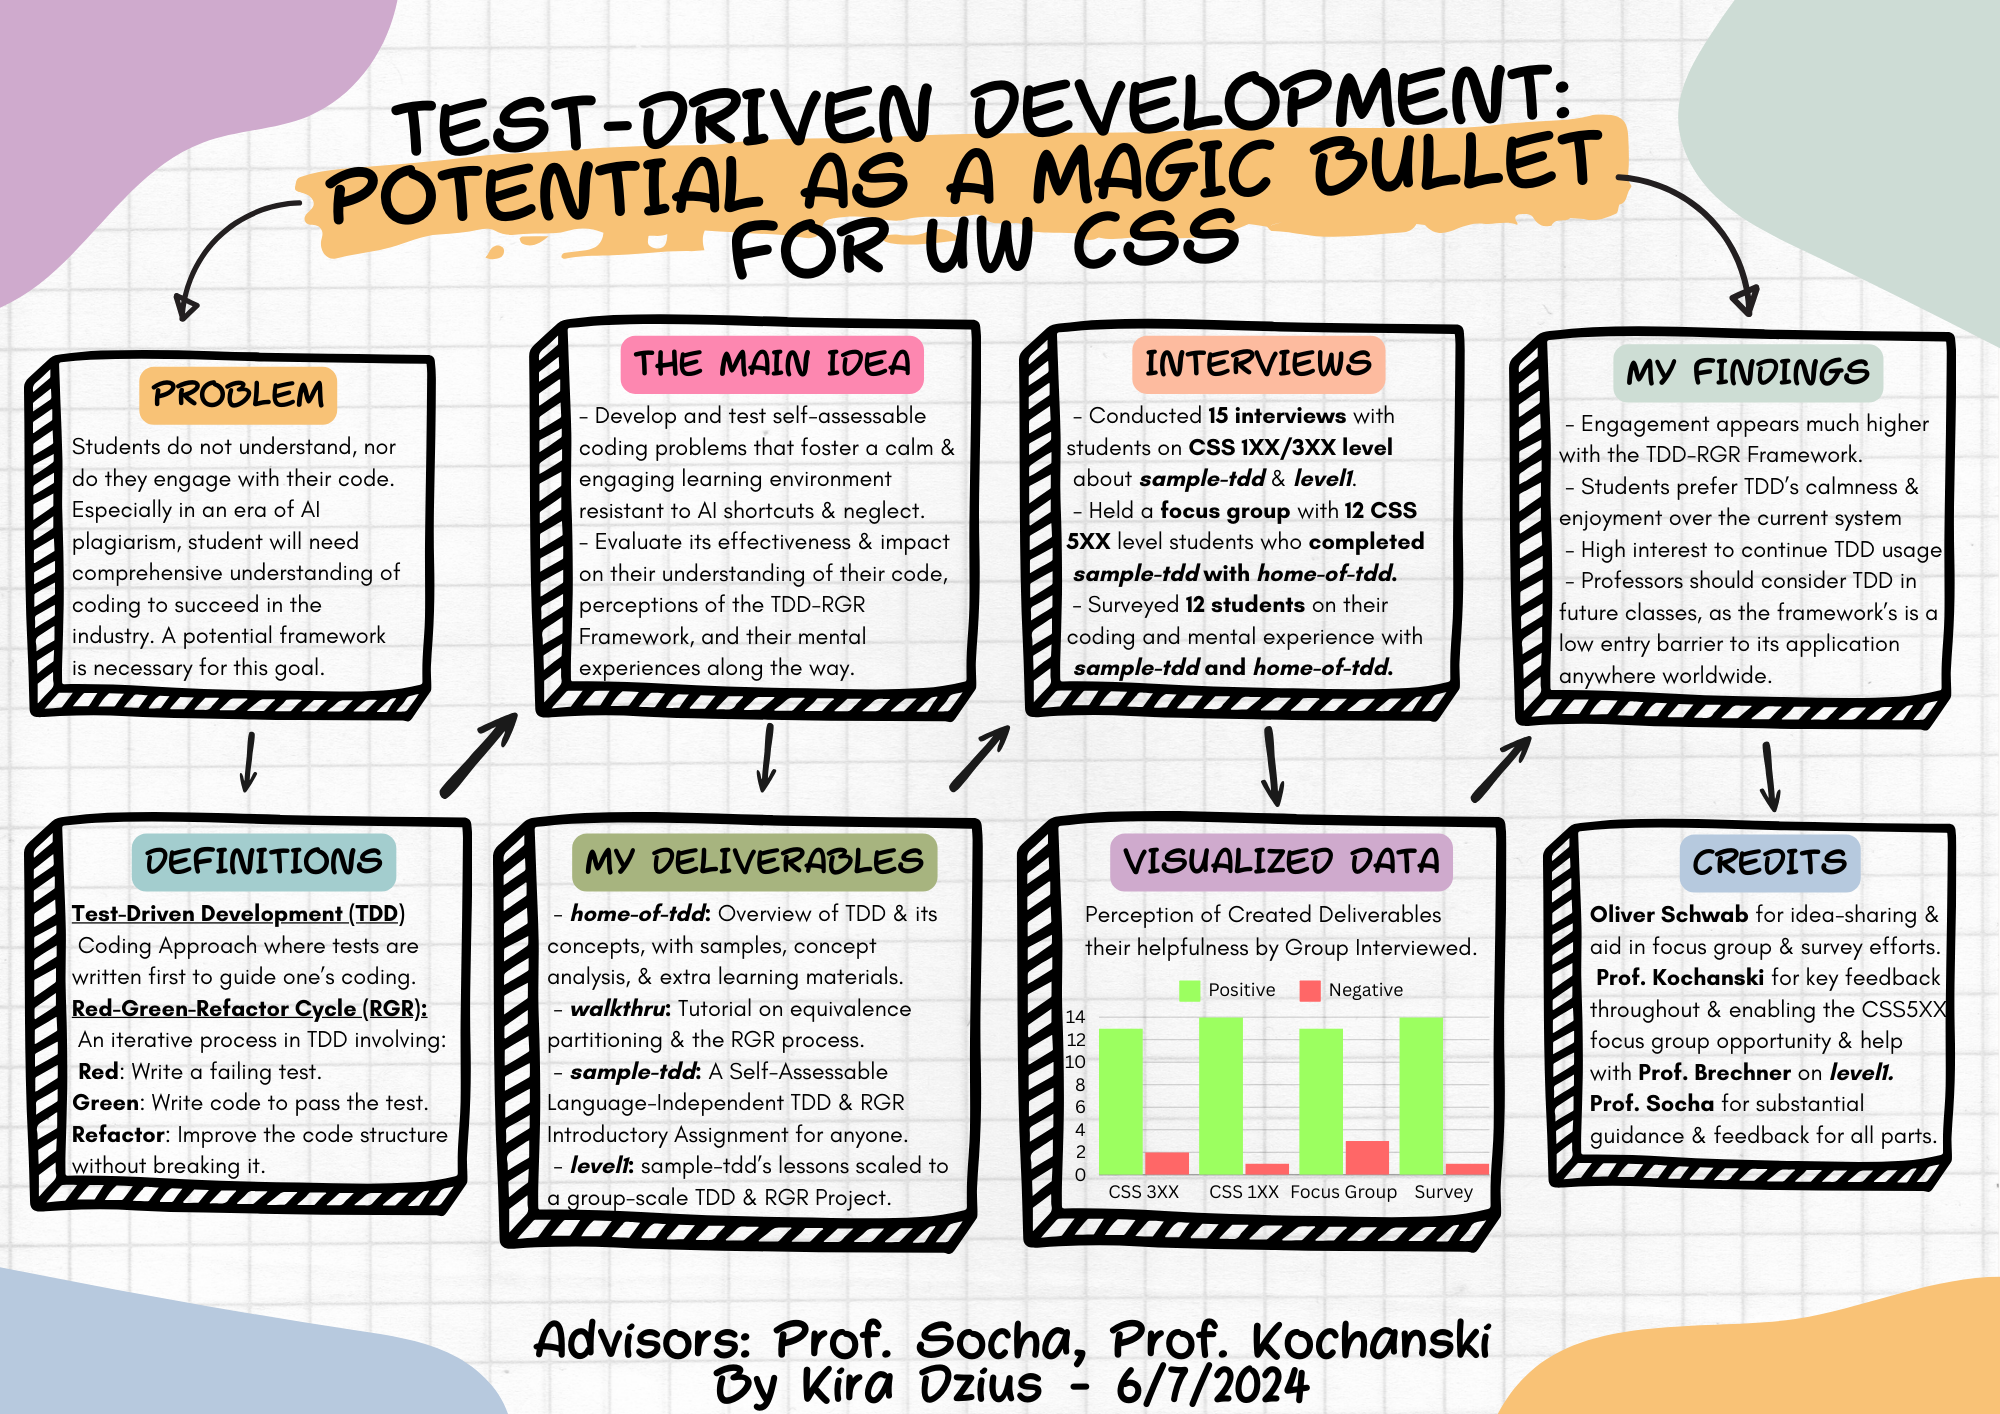 TEST-DRIVEN DEVELOPMENT:
POTENTIAL AS A MAGIC BULLET
FOR UW CSS
PROBLEM
Students do not understand, nor
do they engage with their code.
Especially in an era of AI
plagiarism, student will need
comprehensive understanding of
coding to succeed in the
industry. A potential framework
is necessary for this goal.
DEFINITIONS
Test-Driven Development (TDD)
Coding Approach where tests are
written first to guide one's coding.
Red-Green-Refactor Cycle (RGR):
An iterative process in TDD involving:
Red: Write a failing test.
Green: Write code to pass the test.
Refactor: Improve the code structure
without breaking it.
THE MAIN IDEA
- Develop and test self-assessable
coding problems that foster a calm &
engaging learning environment
resistant to AI shortcuts & neglect.
- Evaluate its effectiveness & impact
on their understanding of their code,
perceptions of the TDD-RGR
Framework, and their mental
experiences along the way.
MY DELIVERABLES
- home-of-tdd: Overview of TDD & its
concepts, with samples, concept
analysis, & extra learning materials.
- walkthru: Tutorial on equivalence
partitioning & the RGR process.
- sample-tdd: A Self-Assessable
Language-Independent TDD & RGR
Introductory Assignment for anyone.
- level1: sample-tdd's lessons scaled to
a group-scale TDD & RGR Project.
INTERVIEWS
- Conducted 15 interviews with
students on CSS 1XX/3XX level
about sample-tdd & level1.
- Held a focus group with 12 CSS
5XX level students who completed
sample-tdd with home-of-tdd.
- Surveyed 12 students on their
coding and mental experience with
sample-tdd and home-of-tdd.
VISUALIZED DATA
Perception of Created Deliverables
their helpfulness by Group Interviewed.
Positive Negative
14
12
10
8
6
4
2
0
CSS 3XX CSS 1XX Focus Group Survey
MY FINDINGS
- Engagement appears much higher
with the TDD-RGR Framework.
- Students prefer TDD's calmness &
enjoyment over the current system
- High interest to continue TDD usage
- Professors should consider TDD in
future classes, as the framework's is a
low entry barrier to its application
anywhere worldwide.
CREDITS
Oliver Schwab for idea-sharing &
aid in focus group & survey efforts.
Prof. Kochanski for key feedback
throughout & enabling the CSS5XX
focus group opportunity & help
with Prof. Brechner on level1.
Prof. Socha for substantial
guidance & feedback for all parts.
Advisors: Prof. Socha, Prof. Kochanski
By Kira Dzius - 6/7/2024